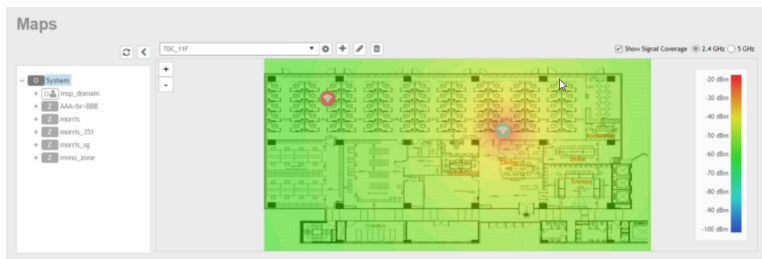 Maps
TDC_11F
Show Signal Coverage 2.4 GHz 5 GHz
+
-
D System
D msp_domain
Z AAA<br>BBB
Z morris
Z morris_351
Z morris_sg
Z mvno_zone
-20 dBm
-30 dBm
-40 dBm
-50 dBm
-60 dBm
-70 dBm
-80 dBm
-90 dBm
-100 dBm